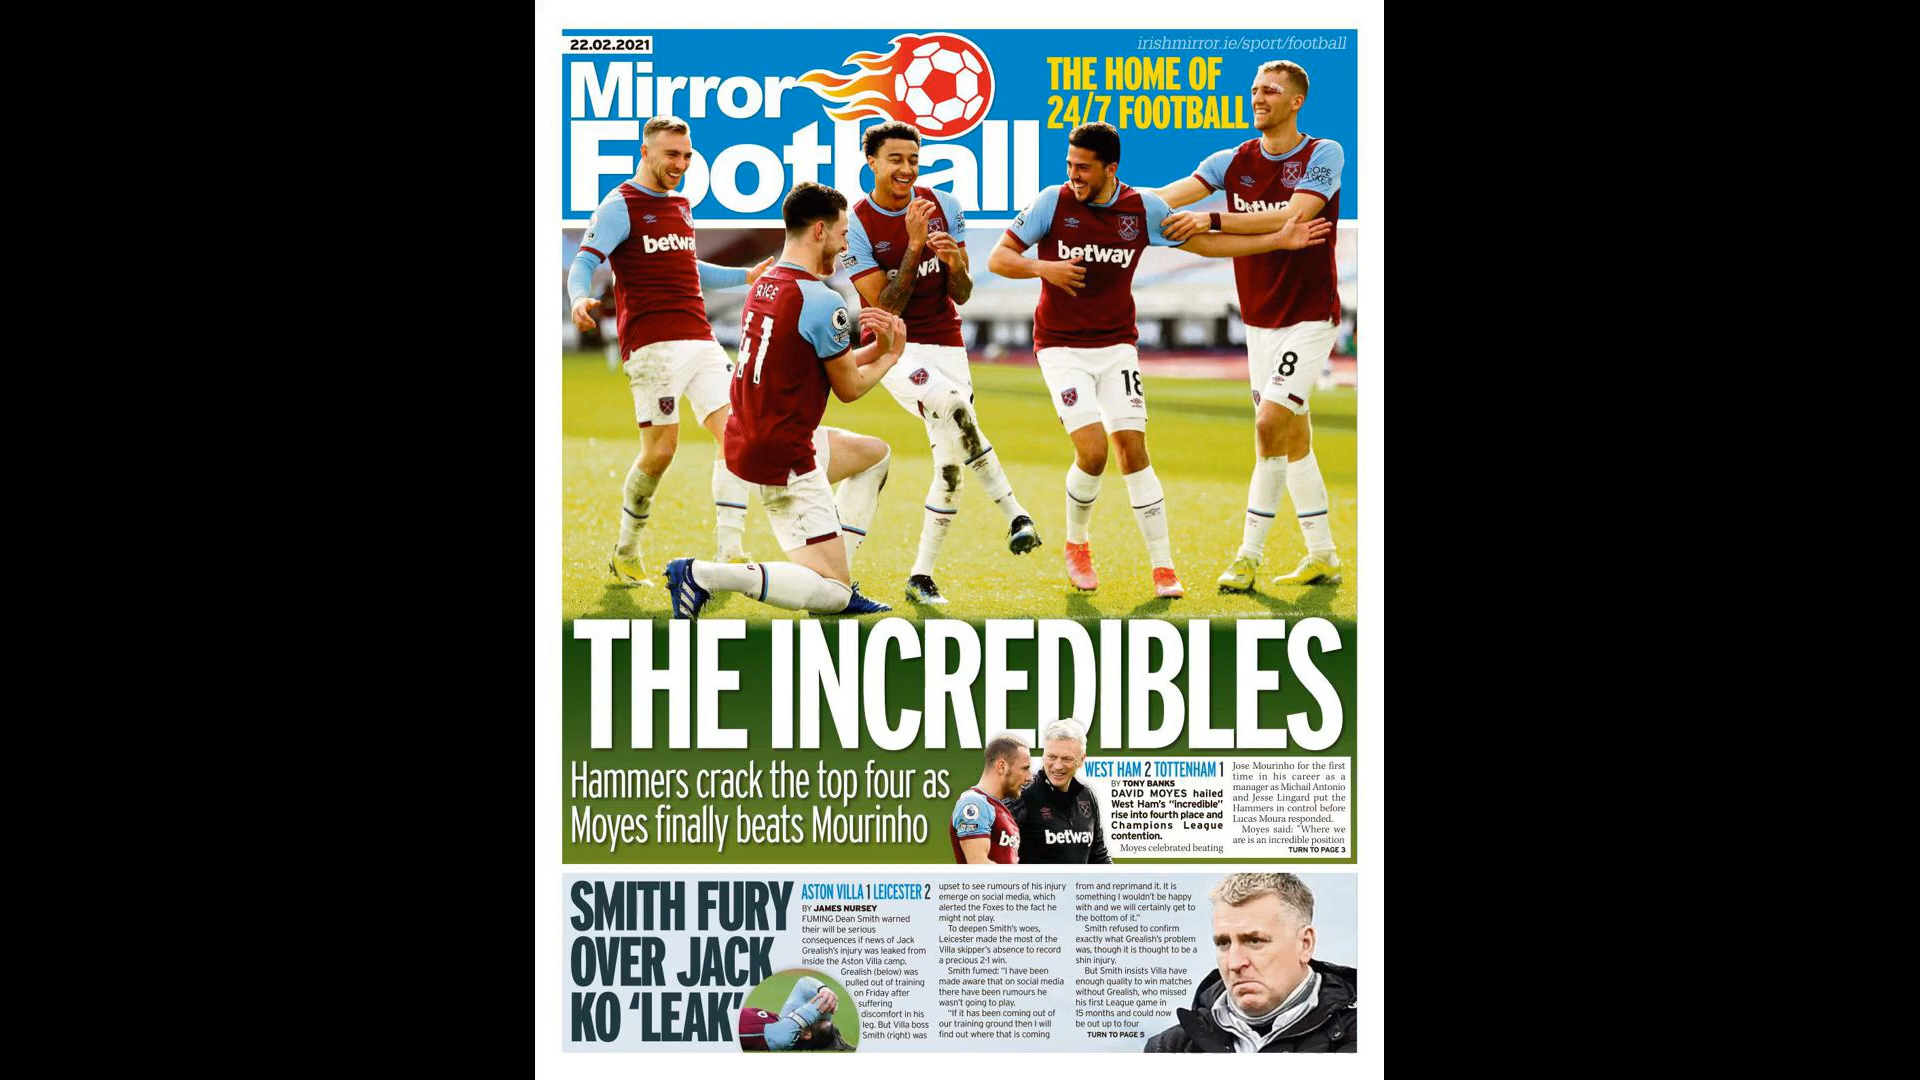 22.02.2021
irishmirror.ie/sport/football
Mirror
Football
THE HOME OF
24/7 FOOTBALL
betway
betway
betway
betway
RICE
41
18
8
THE INCREDIBLES
Hammers crack the top four as
Moyes finally beats Mourinho
betway
WEST HAM 2 TOTTENHAM 1
BY TONY BANKS
DAVID MOYES hailed
West Ham's "incredible"
rise into fourth place and
Champions League
contention.
Moyes celebrated beating
Jose Mourinho for the first
time in his career as a
manager as Michail Antonio
and Jesse Lingard put the
Hammers in control before
Lucas Moura responded.
Moyes said: "Where we
are is an incredible position
TURN TO PAGE 3
SMITH FURY
OVER JACK
KO 'LEAK'
ASTON VILLA 1 LEICESTER 2
BY JAMES NURSEY
FUMING Dean Smith warned
their will be serious
consequences if news of Jack
Grealish's injury was leaked from
inside the Aston Villa camp.
Grealish (below) was
pulled out of training
on Friday after
suffering
discomfort in his
leg. But Villa boss
Smith (right) was
upset to see rumours of his injury
emerge on social media, which
alerted the Foxes to the fact he
might not play.
To deepen Smith's woes,
Leicester made the most of the
Villa skipper's absence to record
a precious 2-1 win.
Smith fumed: "I have been
made aware that on social media
there have been rumours he
wasn't going to play.
"If it has been coming out of
our training ground then I will
find out where that is coming
from and reprimand it. It is
something I wouldn't be happy
with and we will certainly get to
the bottom of it."
Smith refused to confirm
exactly what Grealish's problem
was, though it is thought to be a
shin injury.
But Smith insists Villa have
enough quality to win matches
without Grealish, who missed
his first League game in
15 months and could now
be out up to four
TURN TO PAGE 5